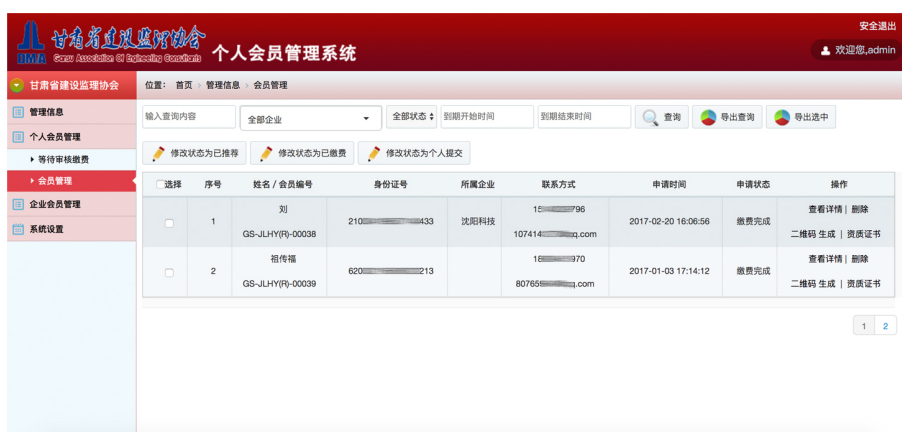 甘肃省建设监理协会
Gansu Association Of Engineering Consultants
个人会员管理系统
安全退出
欢迎您,admin
甘肃省建设监理协会
位置： 首页 › 管理信息 › 会员管理
管理信息
个人会员管理
等待审核缴费
会员管理
企业会员管理
系统设置
输入查询内容 全部企业 全部状态 到期开始时间 到期结束时间 查询 导出查询 导出选中
修改状态为已推荐 修改状态为已缴费 修改状态为个人提交
选择 序号 姓名 / 会员编号 身份证号 所属企业 联系方式 申请时间 申请状态 操作
1 刘 210 433 沈阳科技 15 796 2017-02-20 16:06:56 缴费完成 查看详情 | 删除
GS-JLHY(R)-00038 107414 q.com 二维码 生成 | 资质证书
2 祖传福 620 213 18 970 2017-01-03 17:14:12 缴费完成 查看详情 | 删除
GS-JLHY(R)-00039 80765 q.com 二维码 生成 | 资质证书
1 2